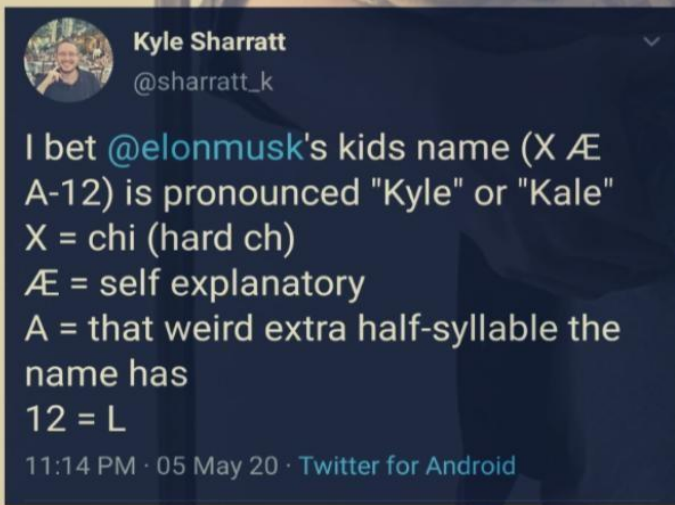 Kyle Sharratt
@sharratt_k
I bet @elonmusk's kids name (X Æ
A-12) is pronounced "Kyle" or "Kale"
X = chi (hard ch)
Æ = self explanatory
A = that weird extra half-syllable the
name has
12 = L
11:14 PM · 05 May 20 · Twitter for Android